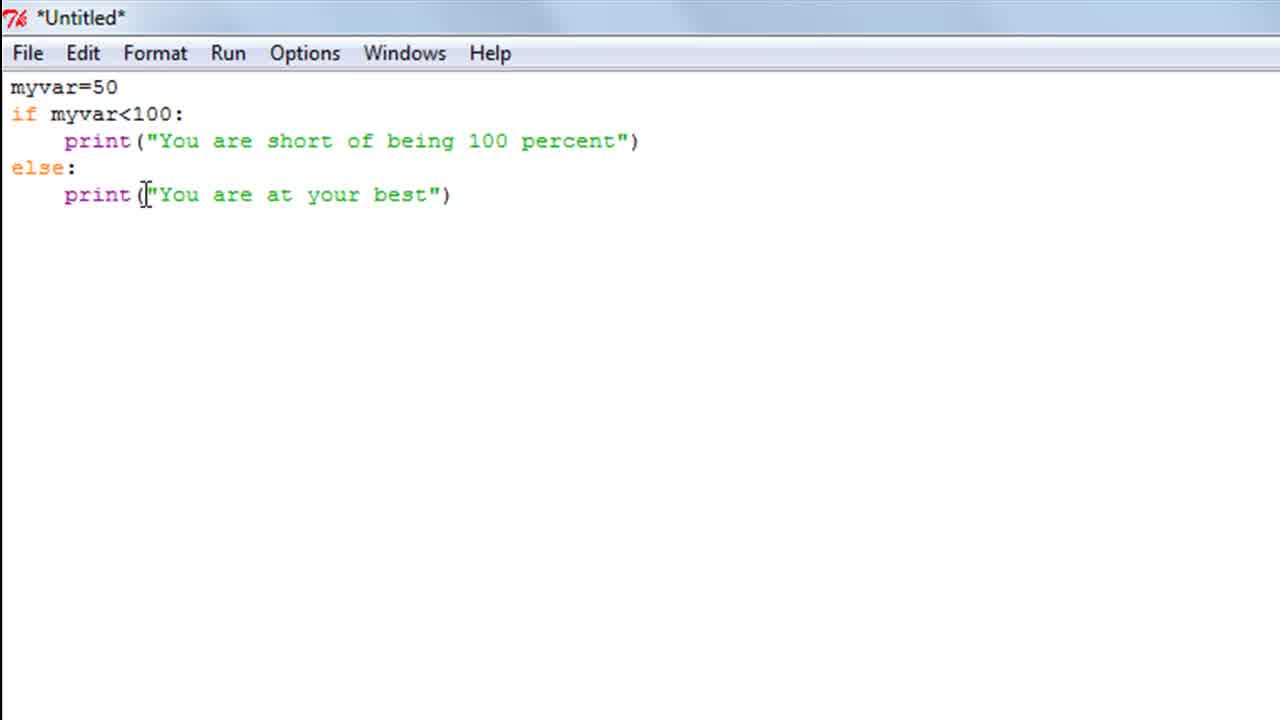 *Untitled*
File Edit Format Run Options Windows Help
myvar=50
if myvar<100:
    print("You are short of being 100 percent")
else:
    print("You are at your best")